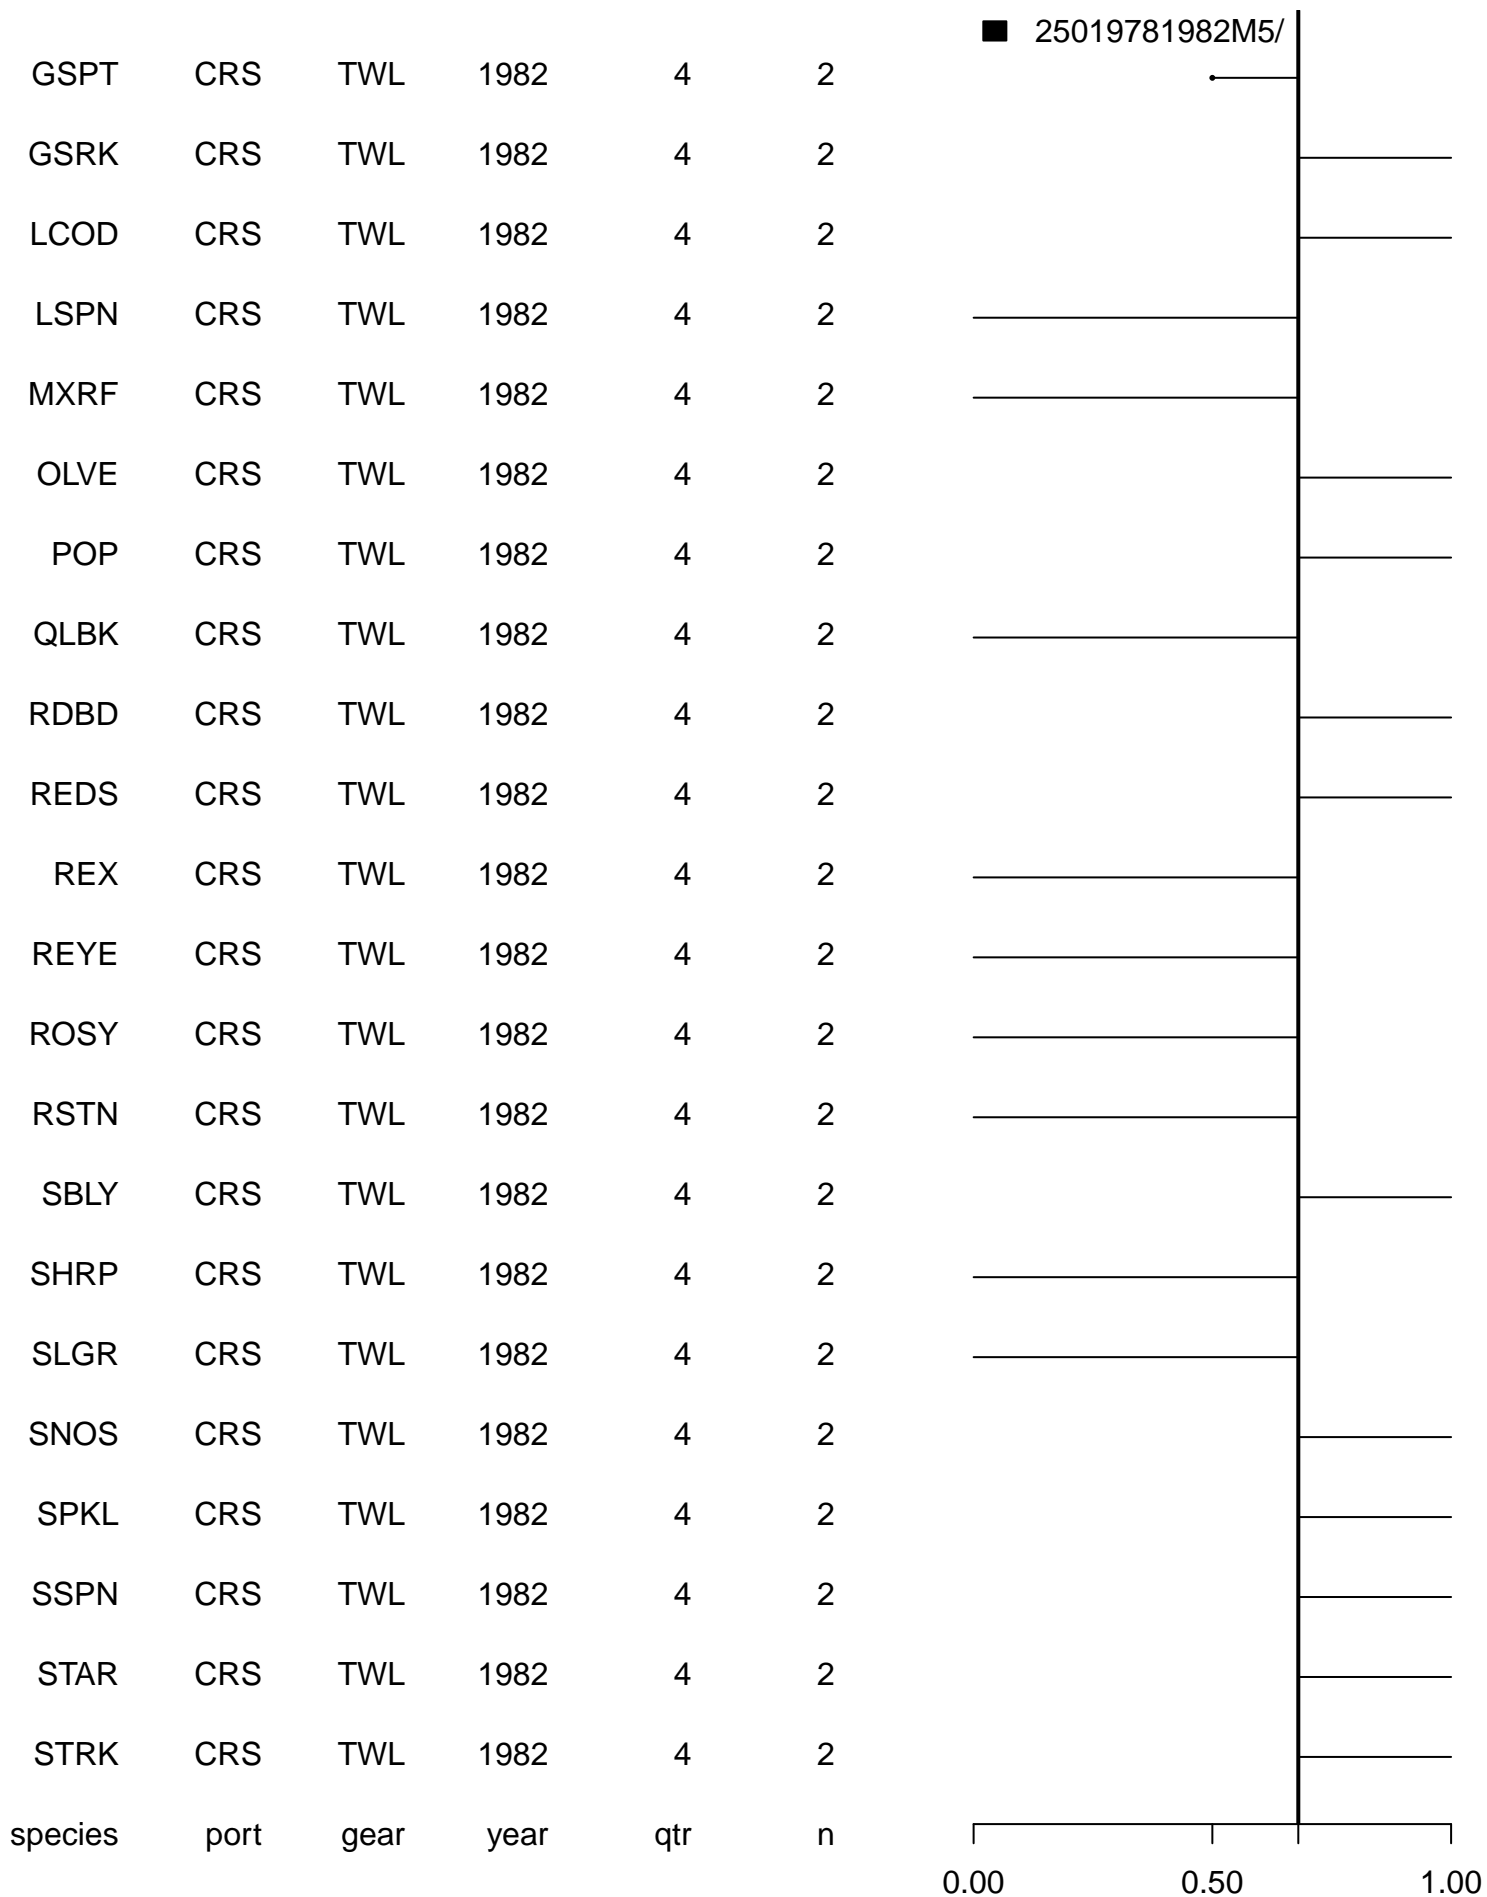 25019781982M5/
GSPT CRS TWL 1982 4 2
GSRK CRS TWL 1982 4 2
LCOD CRS TWL 1982 4 2
LSPN CRS TWL 1982 4 2
MXRF CRS TWL 1982 4 2
OLVE CRS TWL 1982 4 2
POP CRS TWL 1982 4 2
QLBK CRS TWL 1982 4 2
RDBD CRS TWL 1982 4 2
REDS CRS TWL 1982 4 2
REX CRS TWL 1982 4 2
REYE CRS TWL 1982 4 2
ROSY CRS TWL 1982 4 2
RSTN CRS TWL 1982 4 2
SBLY CRS TWL 1982 4 2
SHRP CRS TWL 1982 4 2
SLGR CRS TWL 1982 4 2
SNOS CRS TWL 1982 4 2
SPKL CRS TWL 1982 4 2
SSPN CRS TWL 1982 4 2
STAR CRS TWL 1982 4 2
STRK CRS TWL 1982 4 2
species port gear year qtr n
0.00 0.50 1.00